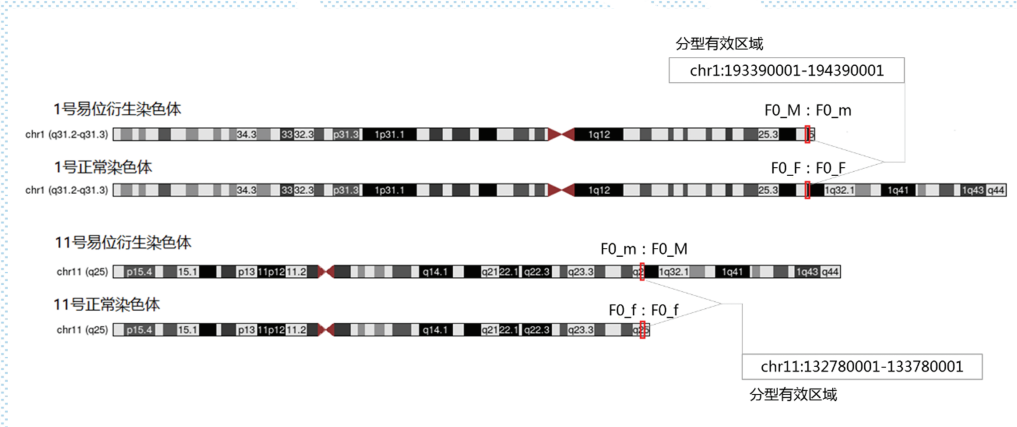 分型有效区域
chr1:193390001-194390001
1号易位衍生染色体
F0_M：F0_m
chr1 (q31.2-q31.3) 34.3 33 32.3 p31.3 1p31.1 1q12 25.3
1号正常染色体
F0_F：F0_F
chr1 (q31.2-q31.3) 34.3 33 32.3 p31.3 1p31.1 1q12 25.3 1q32.1 1q41 1q43 q44
11号易位衍生染色体
F0_m：F0_M
chr11 (q25) p15.4 15.1 p13 11p12 11.2 q14.1 q21 22.1 q22.3 q23.3 1q32.1 1q41 1q43 q44
11号正常染色体
F0_f：F0_f
chr11 (q25) p15.4 15.1 p13 11p12 11.2 q14.1 q21 22.1 q22.3 q23.3 q25
chr11:132780001-133780001
分型有效区域